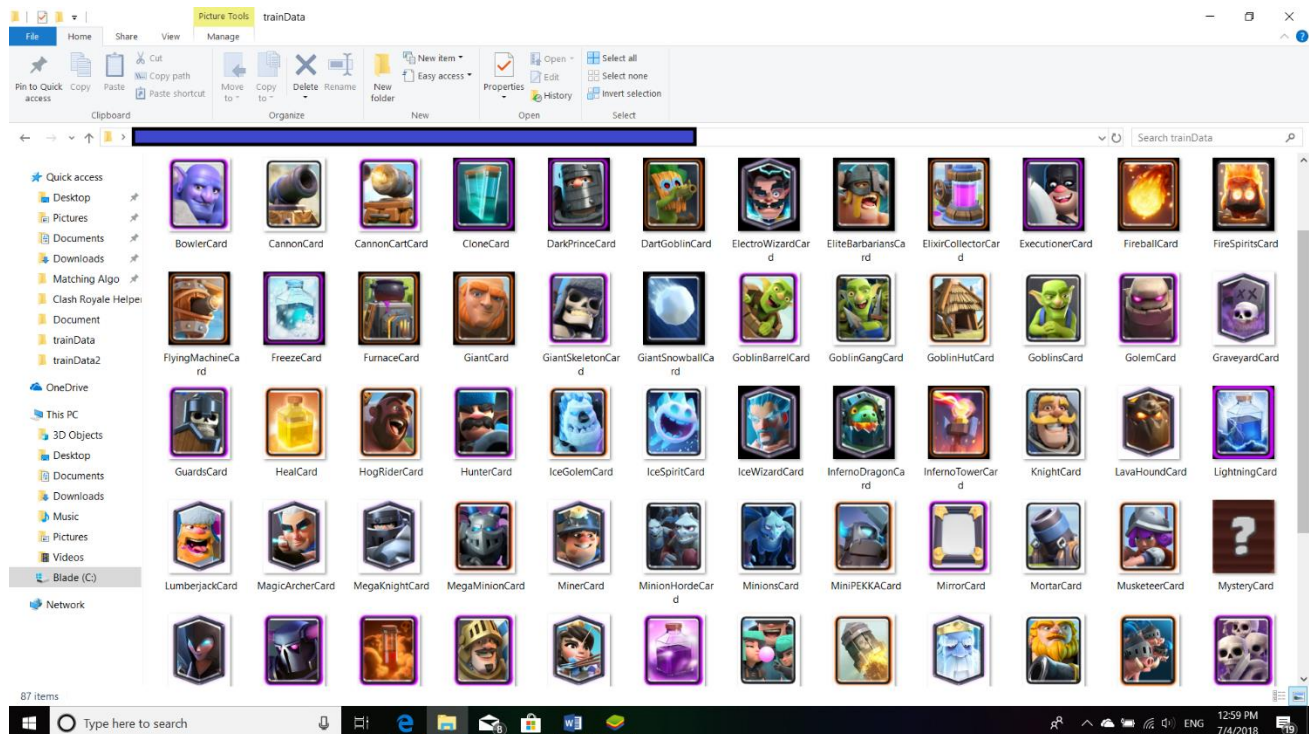 Picture Tools trainData
File Home Share View Manage
Pin to Quick access
Copy
Paste
Cut
Copy path
Paste shortcut
Clipboard
Move to
Copy to
Delete
Rename
Organize
New folder
New item
Easy access
New
Properties
Open
Edit
History
Open
Select all
Select none
Invert selection
Select
Search trainData
Quick access
Desktop
Pictures
Documents
Downloads
Matching Algo
Clash Royale Helper
Document
trainData
trainData2
OneDrive
This PC
3D Objects
Desktop
Documents
Downloads
Music
Pictures
Videos
Blade (C:)
Network
BowlerCard CannonCard CannonCartCard CloneCard DarkPrinceCard DartGoblinCard ElectroWizardCar EliteBarbariansCa ElixirCollectorCar ExecutionerCard FireballCard FireSpiritsCard
d rd d
FlyingMachineCa FreezeCard FurnaceCard GiantCard GiantSkeletonCar GiantSnowballCa GoblinBarrelCard GoblinGangCard GoblinHutCard GoblinsCard GolemCard GraveyardCard
rd d rd
GuardsCard HealCard HogRiderCard HunterCard IceGolemCard IceSpiritCard IceWizardCard InfernoDragonCa InfernoTowerCar KnightCard LavaHoundCard LightningCard
rd d
LumberjackCard MagicArcherCard MegaKnightCard MegaMinionCard MinerCard MinionHordeCar MinionsCard MiniPEKKACard MirrorCard MortarCard MusketeerCard MysteryCard
d
?
87 items
Type here to search
ENG
12:59 PM
7/4/2018
19